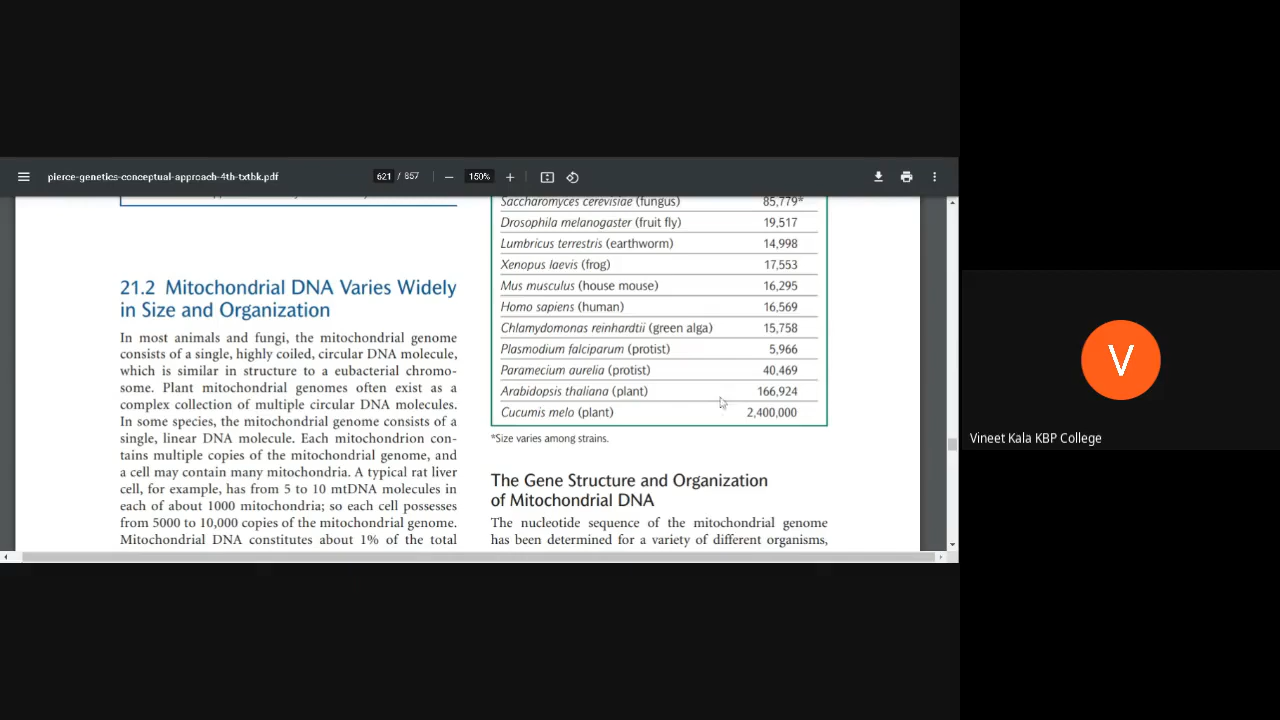 pierce-genetics-conceptual-approach-4th-txtbk.pdf
621 / 857
150%
21.2 Mitochondrial DNA Varies Widely
in Size and Organization
In most animals and fungi, the mitochondrial genome
consists of a single, highly coiled, circular DNA molecule,
which is similar in structure to a eubacterial chromo-
some. Plant mitochondrial genomes often exist as a
complex collection of multiple circular DNA molecules.
In some species, the mitochondrial genome consists of a
single, linear DNA molecule. Each mitochondrion con-
tains multiple copies of the mitochondrial genome, and
a cell may contain many mitochondria. A typical rat liver
cell, for example, has from 5 to 10 mtDNA molecules in
each of about 1000 mitochondria; so each cell possesses
from 5000 to 10,000 copies of the mitochondrial genome.
Mitochondrial DNA constitutes about 1% of the total
Saccharomyces cerevisiae (fungus) 85,779*
Drosophila melanogaster (fruit fly) 19,517
Lumbricus terrestris (earthworm) 14,998
Xenopus laevis (frog) 17,553
Mus musculus (house mouse) 16,295
Homo sapiens (human) 16,569
Chlamydomonas reinhardtii (green alga) 15,758
Plasmodium falciparum (protist) 5,966
Paramecium aurelia (protist) 40,469
Arabidopsis thaliana (plant) 166,924
Cucumis melo (plant) 2,400,000
*Size varies among strains.
The Gene Structure and Organization
of Mitochondrial DNA
The nucleotide sequence of the mitochondrial genome
has been determined for a variety of different organisms,
V
Vineet Kala KBP College